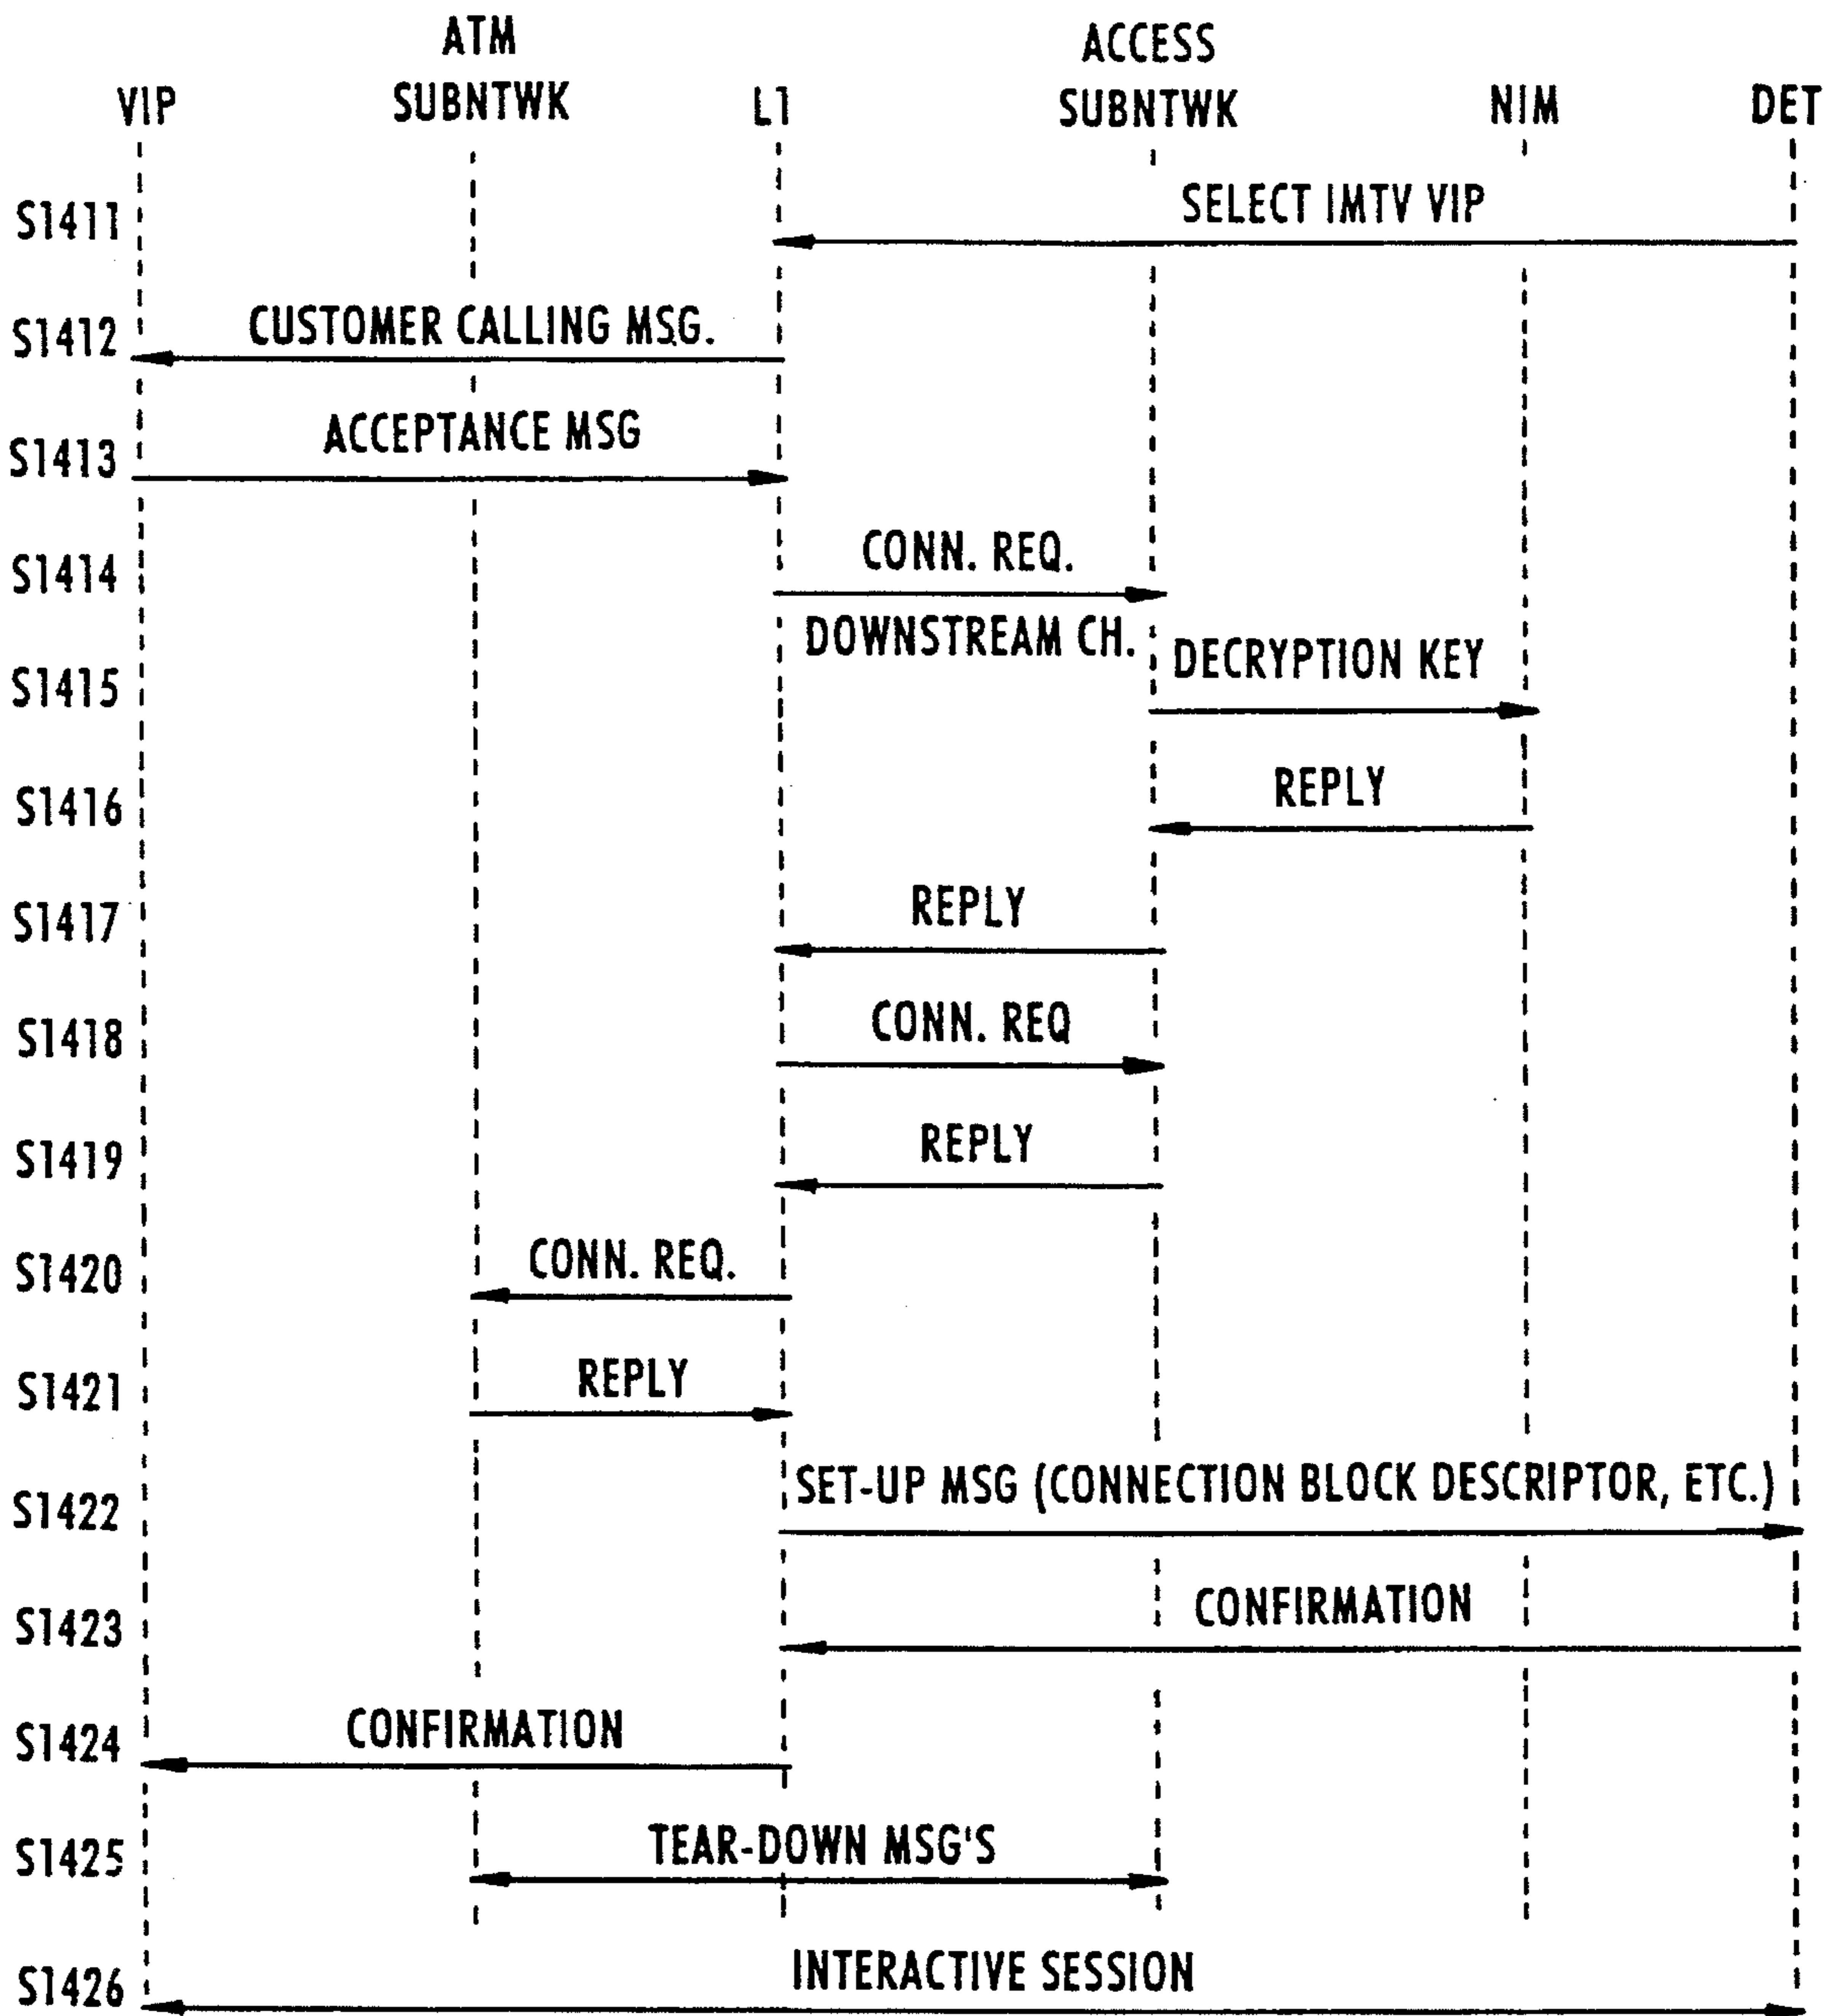 ATM
SUBNTWK
ACCESS
SUBNTWK
VIP
L1
NIM
DET
S1411
SELECT IMTV VIP
S1412
CUSTOMER CALLING MSG.
S1413
ACCEPTANCE MSG
S1414
CONN. REQ.
DOWNSTREAM CH.
S1415
DECRYPTION KEY
S1416
REPLY
S1417
REPLY
S1418
CONN. REQ
S1419
REPLY
S1420
CONN. REQ.
S1421
REPLY
S1422
SET-UP MSG (CONNECTION BLOCK DESCRIPTOR, ETC.)
S1423
CONFIRMATION
S1424
CONFIRMATION
S1425
TEAR-DOWN MSG'S
S1426
INTERACTIVE SESSION